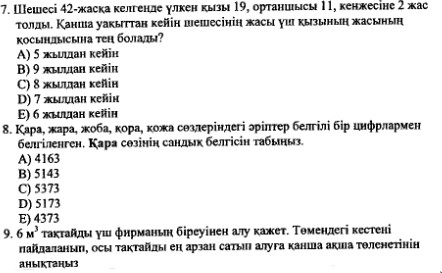 7. Шешесі 42-жасқа келгенде үлкен қызы 19, ортаншысы 11, кенжесіне 2 жас
толды. Қанша уақыттан кейін шешесінің жасы үш қызының жасының
қосындысына тең болады?
A) 5 жылдан кейін
B) 9 жылдан кейін
C) 8 жылдан кейін
D) 7 жылдан кейін
E) 6 жылдан кейін
8. Қара, жара, жоба, қора, қожа сөздеріндегі әріптер белгілі бір цифрлармен
белгіленген. Қара сөзінің сандық белгісін табыңыз.
A) 4163
B) 5143
C) 5373
D) 5173
E) 4373
9. 6 м³ тақтайды үш фирманың біреуінен алу қажет. Төмендегі кестені
пайдаланып, осы тақтайды ең арзан сатып алуға қанша ақша төленетінін
анықтаңыз